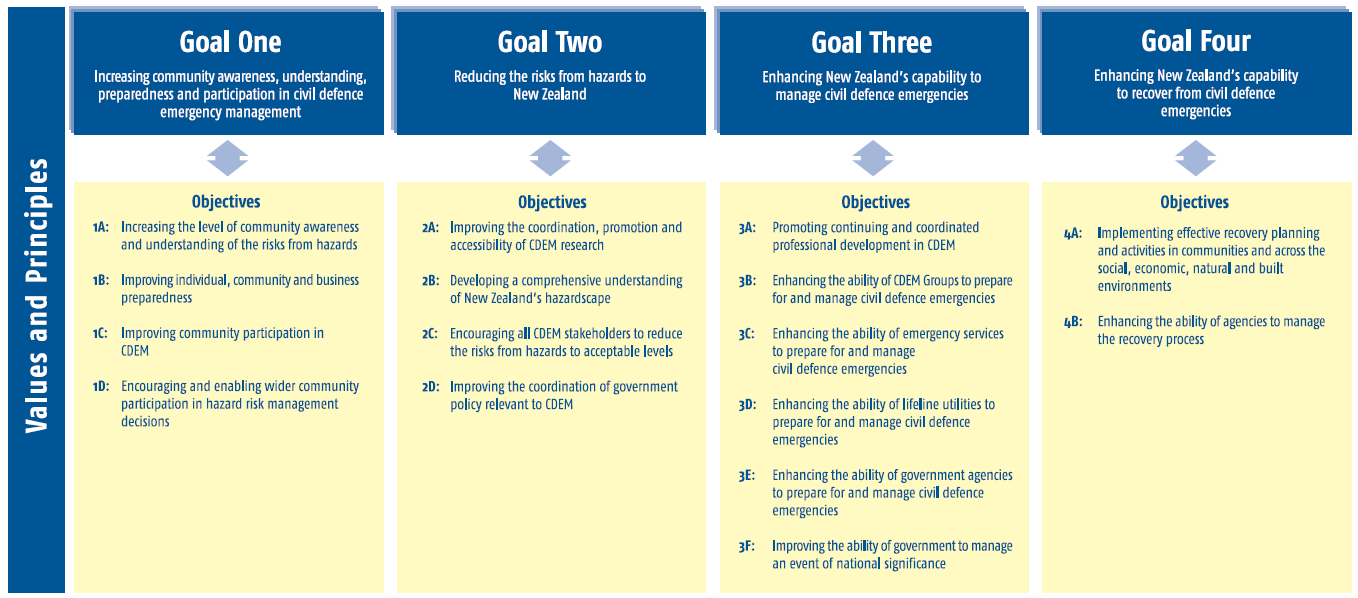 Values and Principles
Goal One
Increasing community awareness, understanding,
preparedness and participation in civil defence
emergency management
Objectives
1A: Increasing the level of community awareness
and understanding of the risks from hazards
1B: Improving individual, community and business
preparedness
1C: Improving community participation in
CDEM
1D: Encouraging and enabling wider community
participation in hazard risk management
decisions
Goal Two
Reducing the risks from hazards to
New Zealand
Objectives
2A: Improving the coordination, promotion and
accessibility of CDEM research
2B: Developing a comprehensive understanding
of New Zealand's hazardscape
2C: Encouraging all CDEM stakeholders to reduce
the risks from hazards to acceptable levels
2D: Improving the coordination of government
policy relevant to CDEM
Goal Three
Enhancing New Zealand's capability to
manage civil defence emergencies
Objectives
3A: Promoting continuing and coordinated
professional development in CDEM
3B: Enhancing the ability of CDEM Groups to prepare
for and manage civil defence emergencies
3C: Enhancing the ability of emergency services
to prepare for and manage
civil defence emergencies
3D: Enhancing the ability of lifeline utilities to
prepare for and manage civil defence
emergencies
3E: Enhancing the ability of government agencies
to prepare for and manage civil defence
emergencies
3F: Improving the ability of government to manage
an event of national significance
Goal Four
Enhancing New Zealand's capability
to recover from civil defence
emergencies
Objectives
4A: Implementing effective recovery planning
and activities in communities and across the
social, economic, natural and built
environments
4B: Enhancing the ability of agencies to manage
the recovery process